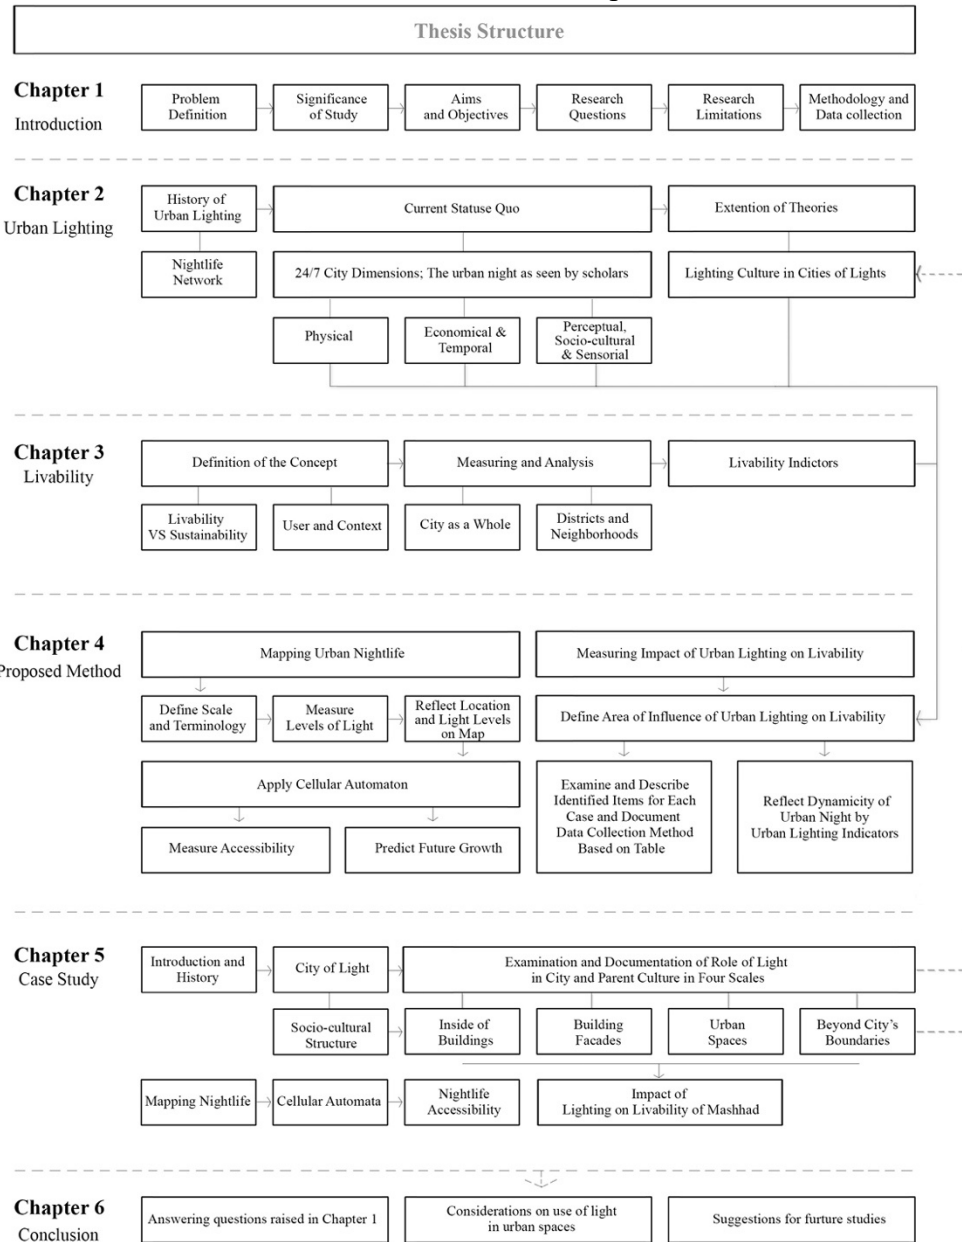 Thesis Structure
Chapter 1
Introduction
Problem
Definition
Significance
of Study
Aims
and Objectives
Research
Questions
Research
Limitations
Methodology and
Data collection
Chapter 2
Urban Lighting
History of
Urban Lighting
Current Statuse Quo
Extention of Theories
Nightlife
Network
24/7 City Dimensions; The urban night as seen by scholars
Lighting Culture in Cities of Lights
Physical
Economical &
Temporal
Perceptual,
Socio-cultural
& Sensorial
Chapter 3
Livability
Definition of the Concept
Measuring and Analysis
Livability Indictors
Livability
VS Sustainability
User and Context
City as a Whole
Districts and
Neighborhoods
Chapter 4
Proposed Method
Mapping Urban Nightlife
Measuring Impact of Urban Lighting on Livability
Define Scale
and Terminology
Measure
Levels of Light
Reflect Location
and Light Levels
on Map
Define Area of Influence of Urban Lighting on Livability
Apply Cellular Automaton
Examine and Describe
Identified Items for Each
Case and Document
Data Collection Method
Based on Table
Reflect Dynamicity of
Urban Night by
Urban Lighting Indicators
Measure Accessibility
Predict Future Growth
Chapter 5
Case Study
Introduction and
History
City of Light
Examination and Documentation of Role of Light
in City and Parent Culture in Four Scales
Socio-cultural
Structure
Inside of
Buildings
Building
Facades
Urban
Spaces
Beyond City's
Boundaries
Mapping Nightlife
Cellular Automata
Nightlife
Accessibility
Impact of
Lighting on Livability of Mashhad
Chapter 6
Conclusion
Answering questions raised in Chapter 1
Considerations on use of light
in urban spaces
Suggestions for furture studies